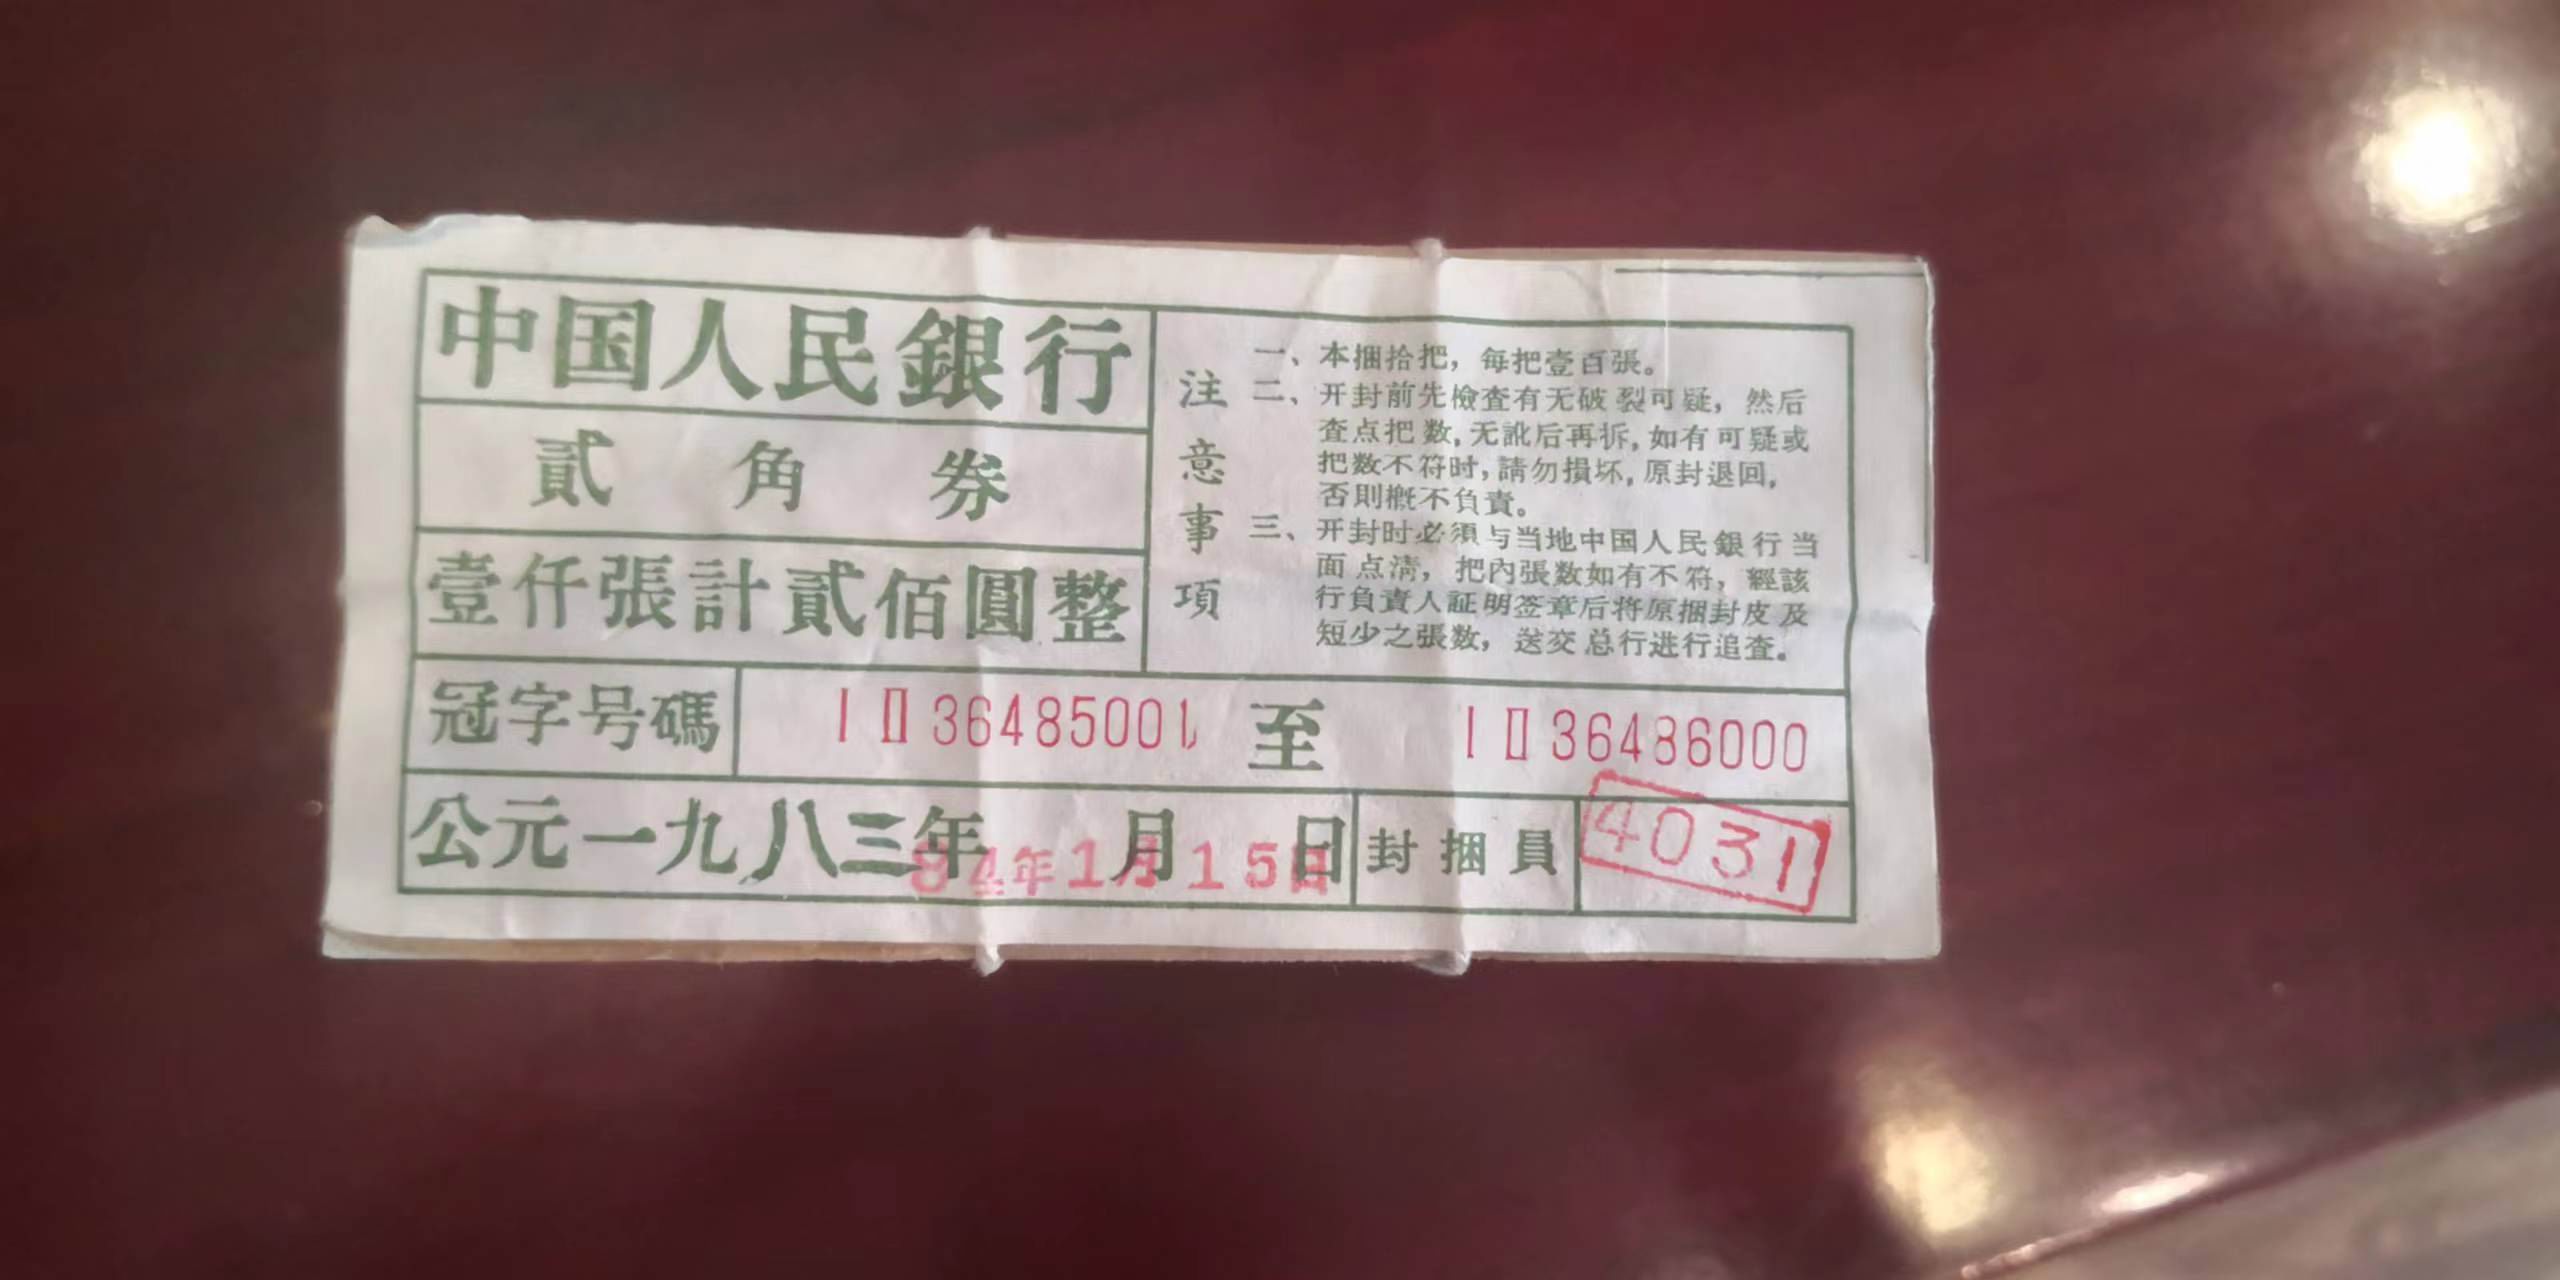 中国人民銀行
貳角券
壹仟張計貳佰圓整
注意事項
一、本捆拾把，每把壹百張。
二、开封前先檢查有无破裂可疑，然后
查点把数，无訛后再拆，如有可疑或
把数不符时，請勿損坏，原封退回，
否則概不負責。
三、开封时必須与当地中国人民銀行当
面点清，把內張数如有不符，經該
行負責人証明签章后将原捆封皮及
短少之張数，送交总行进行追查。
冠字号碼 I II 36485001 至 I II 36486000
公元一九八三年 月 日 封捆員 4031
84年1月15日